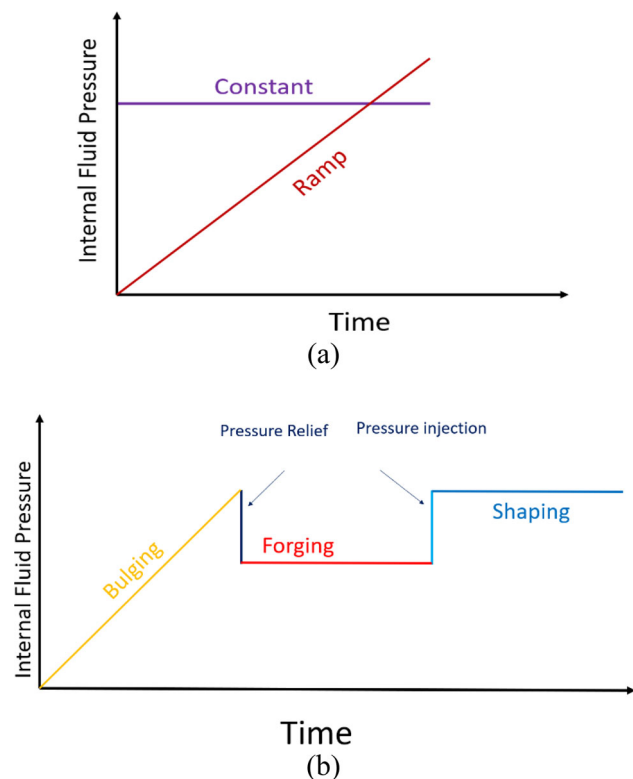 Internal Fluid Pressure
Constant
Ramp
Time
(a)
Internal Fluid Pressure
Pressure Relief
Pressure injection
Bulging
Forging
Shaping
Time
(b)